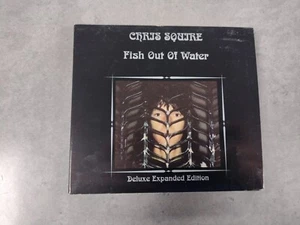 CHRIS SQUIRE
Fish Out Of Water
Deluxe Expanded Edition